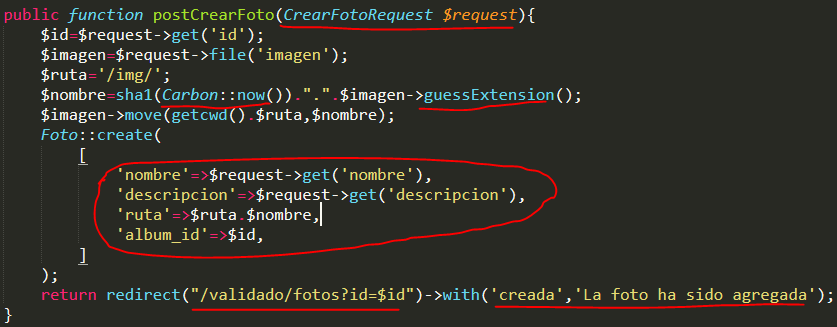 public function postCrearFoto(CrearFotoRequest $request){
$id=$request->get('id');
$imagen=$request->file('imagen');
$ruta='/img/';
$nombre=sha1(Carbon::now()).".".$imagen->guessExtension();
$imagen->move(getcwd().$ruta,$nombre);
Foto::create(
[
'nombre'=>$request->get('nombre'),
'descripcion'=>$request->get('descripcion'),
'ruta'=>$ruta.$nombre,
'album_id'=>$id,
]
);
return redirect("/validado/fotos?id=$id")->with('creada','La foto ha sido agregada');
}